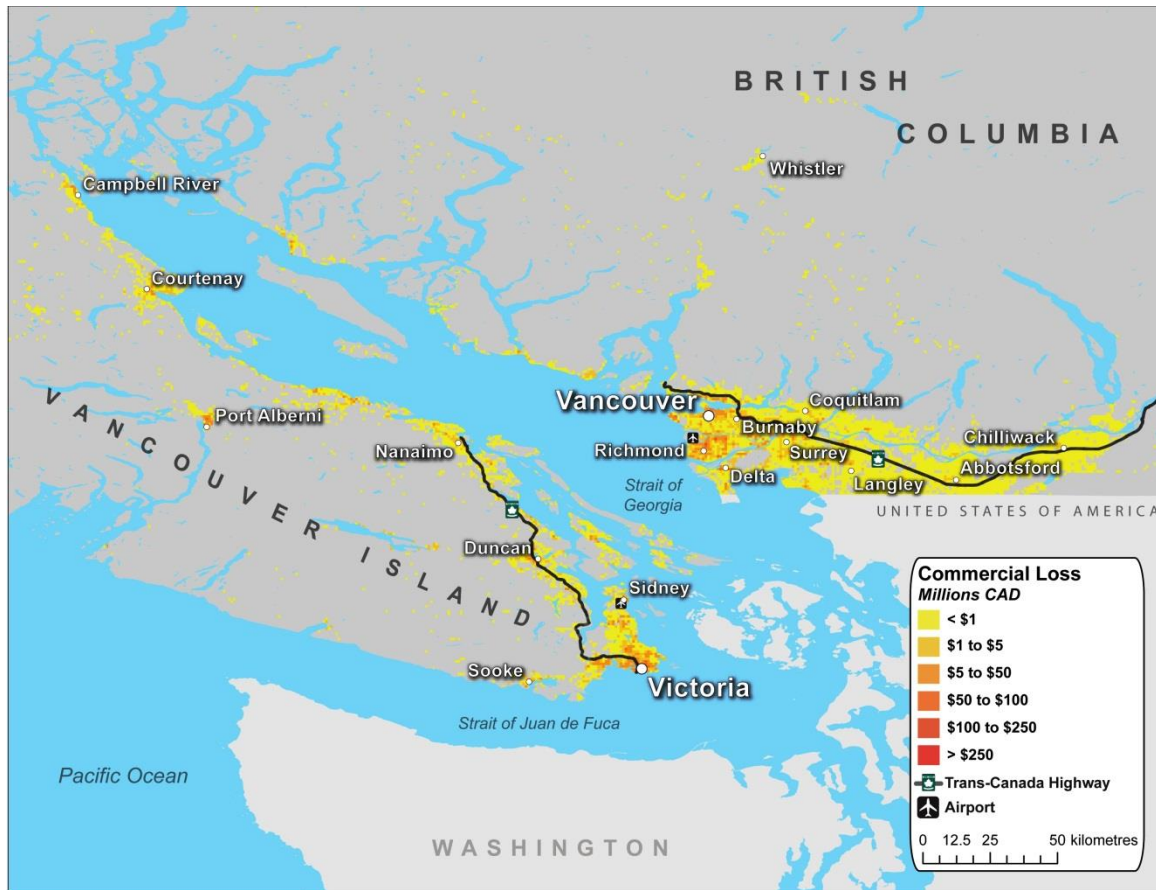 BRITISH
COLUMBIA
Whistler
Campbell River
Courtenay
Port Alberni
VANCOUVER ISLAND
Nanaimo
Vancouver
Coquitlam
Burnaby
Richmond
Surrey
Chilliwack
Abbotsford
Delta
Langley
Strait of
Georgia
UNITED STATES OF AMERICA
Duncan
Sidney
Sooke
Victoria
Strait of Juan de Fuca
Pacific Ocean
WASHINGTON
Commercial Loss
Millions CAD
< $1
$1 to $5
$5 to $50
$50 to $100
$100 to $250
> $250
Trans-Canada Highway
Airport
0 12.5 25 50 kilometres